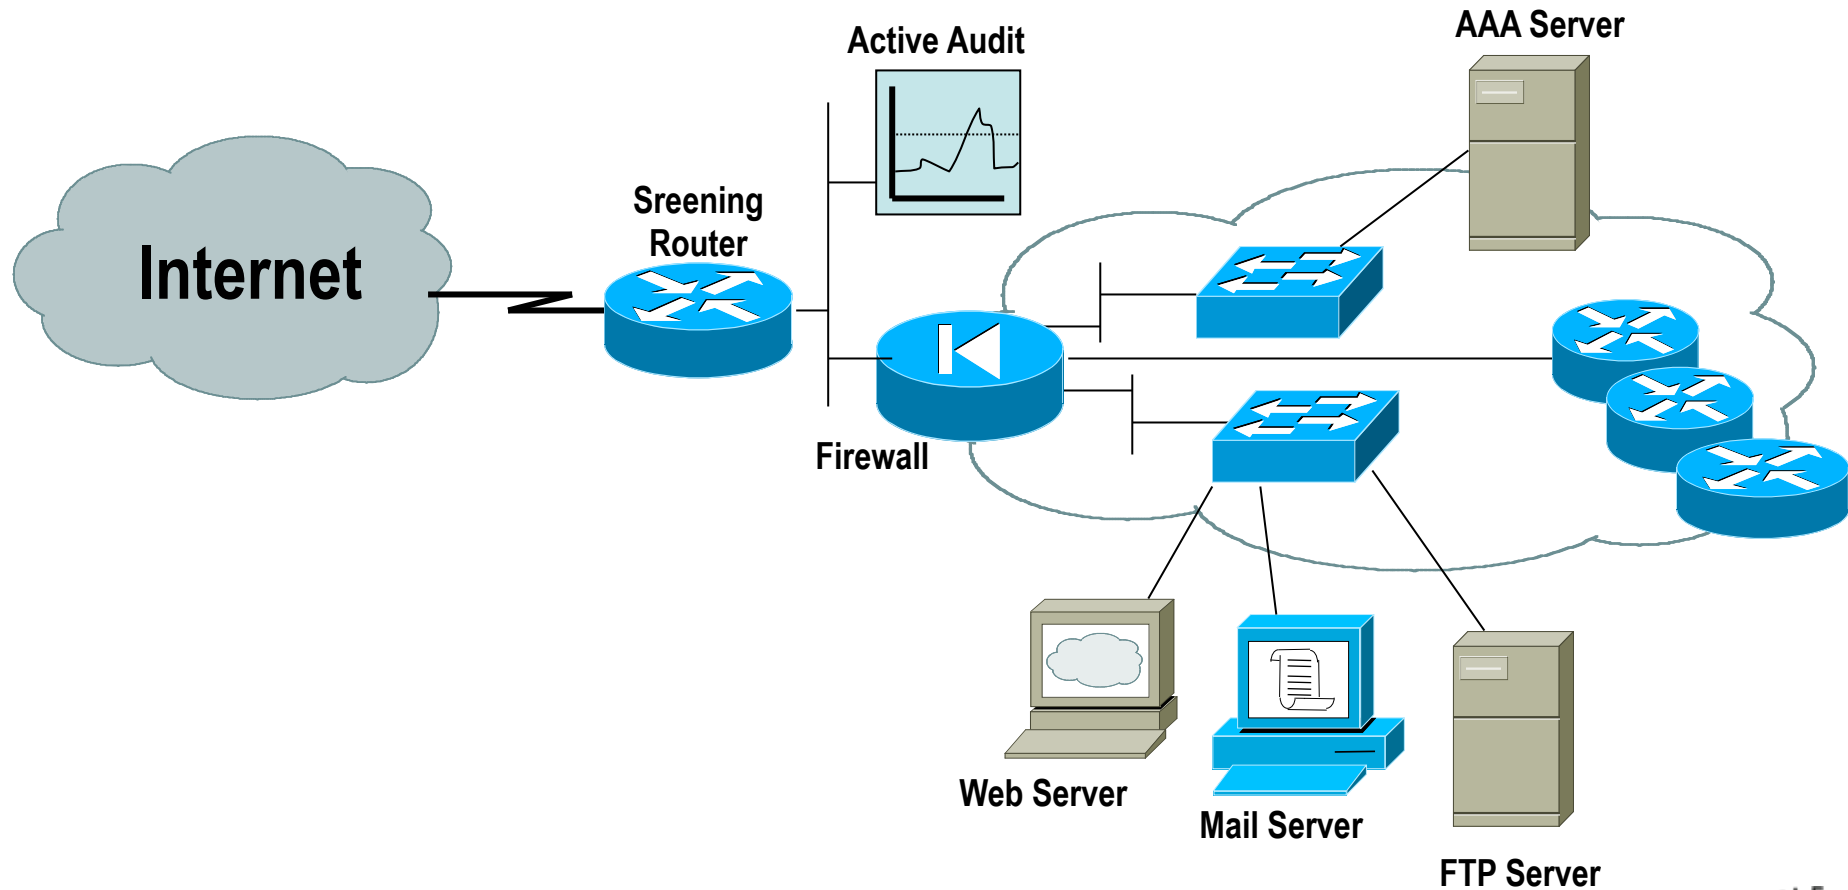 Active Audit
AAA Server
Sreening
Router
Internet
Firewall
Web Server
Mail Server
FTP Server